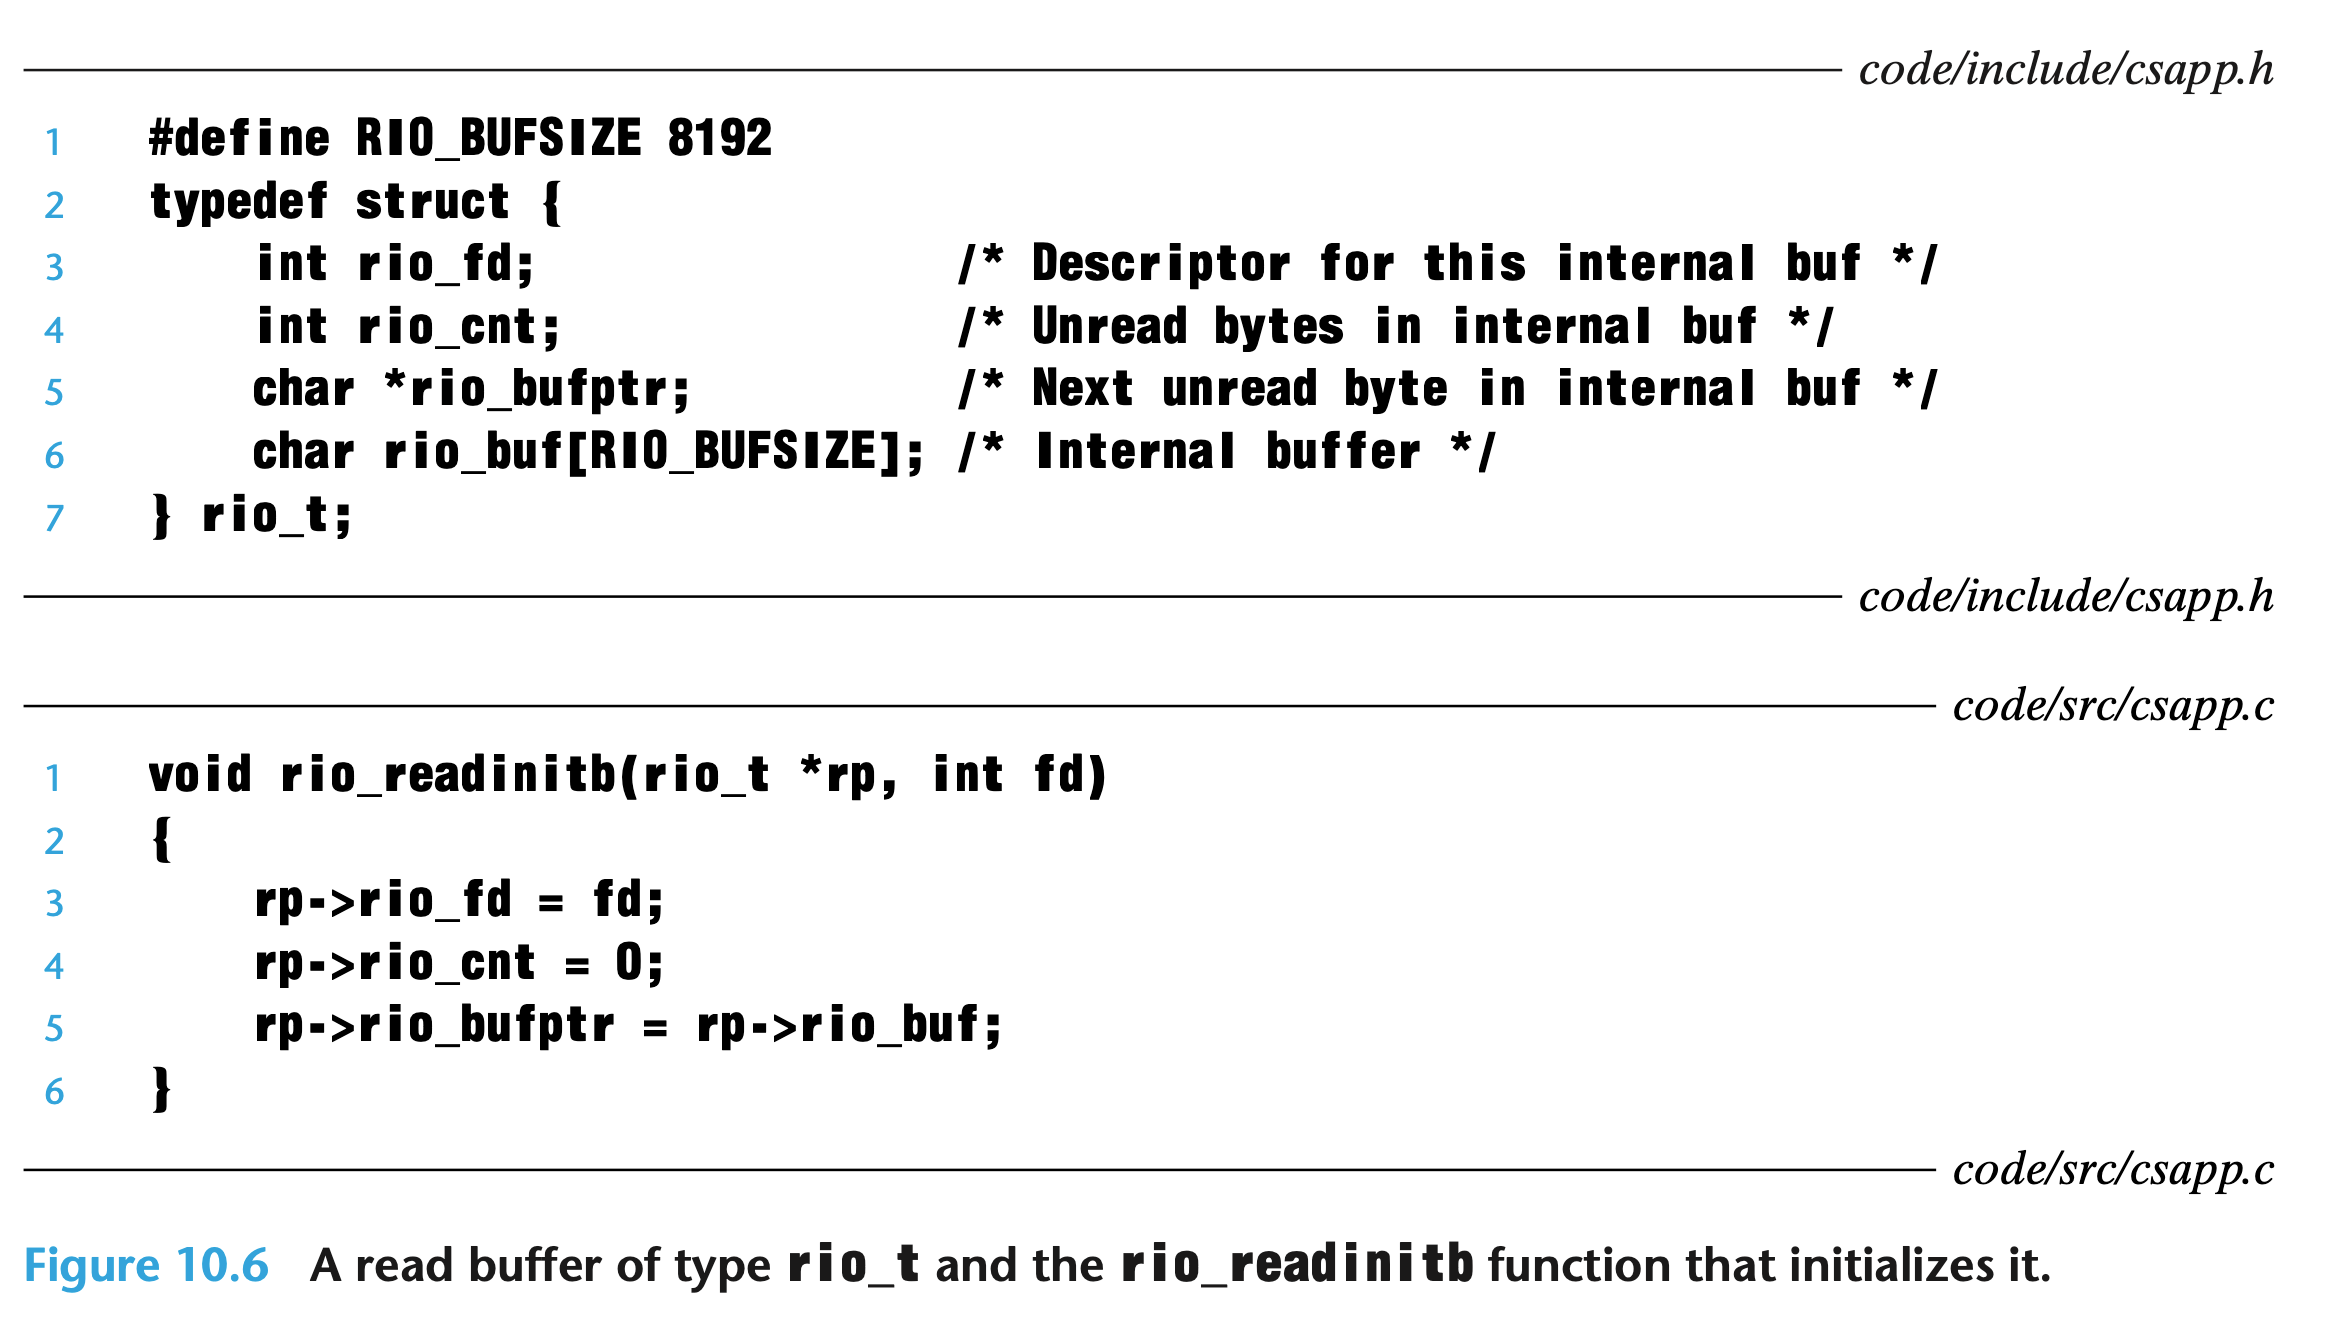 code/include/csapp.h
1 #define RIO_BUFSIZE 8192
2 typedef struct {
3     int rio_fd;                /* Descriptor for this internal buf */
4     int rio_cnt;               /* Unread bytes in internal buf */
5     char *rio_bufptr;          /* Next unread byte in internal buf */
6     char rio_buf[RIO_BUFSIZE]; /* Internal buffer */
7 } rio_t;
code/include/csapp.h
code/src/csapp.c
1 void rio_readinitb(rio_t *rp, int fd)
2 {
3     rp->rio_fd = fd;
4     rp->rio_cnt = 0;
5     rp->rio_bufptr = rp->rio_buf;
6 }
code/src/csapp.c
Figure 10.6 A read buffer of type rio_t and the rio_readinitb function that initializes it.